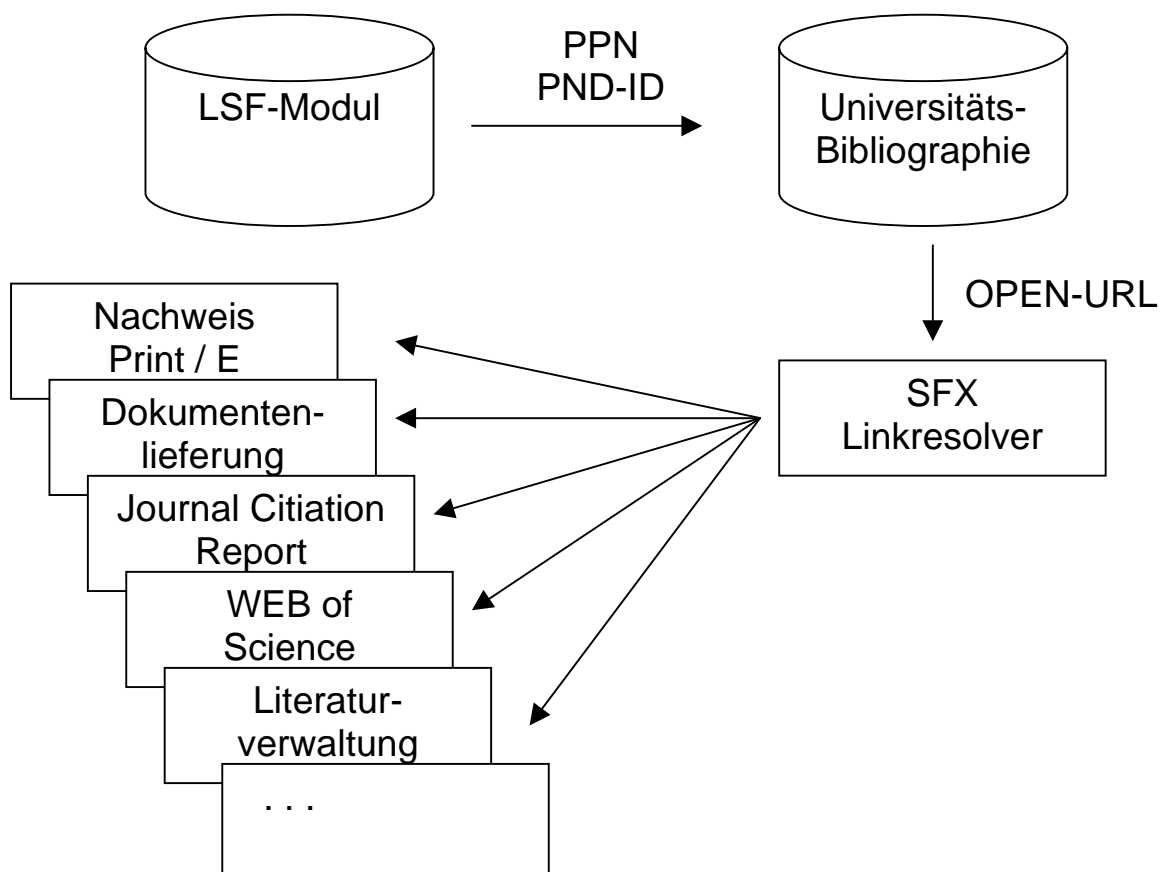 PPN
PND-ID
LSF-Modul
Universitäts-
Bibliographie
OPEN-URL
Nachweis
Print / E
SFX
Linkresolver
Dokumenten-
lieferung
Journal Citiation
Report
WEB of
Science
Literatur-
verwaltung
. . .